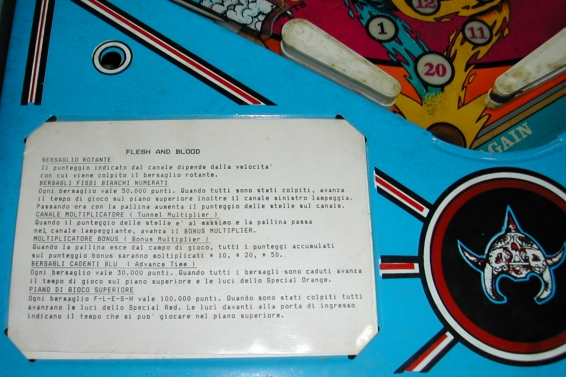 12
1
11
20
AGAIN
FLESH AND BLOOD
BERSAGLIO ROTANTE
Il punteggio indicato dal canale dipende dalla velocita'
con cui viene colpito il bersaglio rotante.
BERSAGLI FISSI BIANCHI NUMERATI
Ogni bersaglio vale 50.000 punti. Quando tutti sono stati colpiti, avanza
il tempo di gioco sul piano superiore inoltre il canale sinistro lampeggia.
Passando ora con la pallina aumenta il punteggio delle stelle sul canale.
CANALE MOLTIPLICATORE ( Tunnel Multiplier )
Quando il punteggio delle stelle e' al massimo e la pallina passa
nel canale lampeggiante, avanza il BONUS MULTIPLIER.
MOLTIPLICATORE BONUS ( Bonus Multiplier )
Quando la pallina esce dal campo di gioco, tutti i punteggi accumulati
sul punteggio bonus saranno moltiplicati * 10, * 20, * 50.
BERSAGLI CADENTI BLU ( Advance Time )
Ogni bersaglio vale 30.000 punti. Quando tutti i bersagli sono caduti avanza
il tempo di gioco sul piano superiore e le luci dello Special Orange.
PIANO DI GIOCO SUPERIORE
Ogni bersaglio F-L-E-S-H vale 100.000 punti. Quando sono stati colpiti tutti
avanzano le luci dello Special Red. Le luci davanti alla porta di ingresso
indicano il tempo che si puo' giocare nel piano superiore.